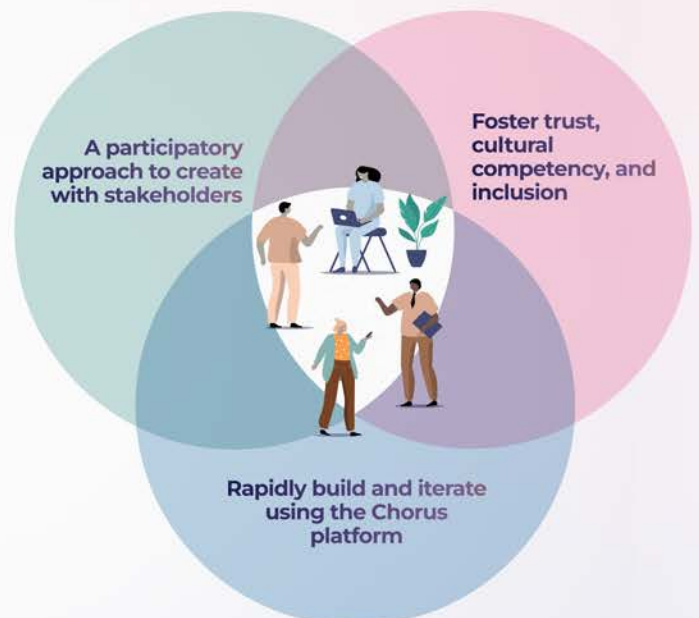 A participatory
approach to create
with stakeholders
Foster trust,
cultural
competency, and
inclusion
Rapidly build and iterate
using the Chorus
platform